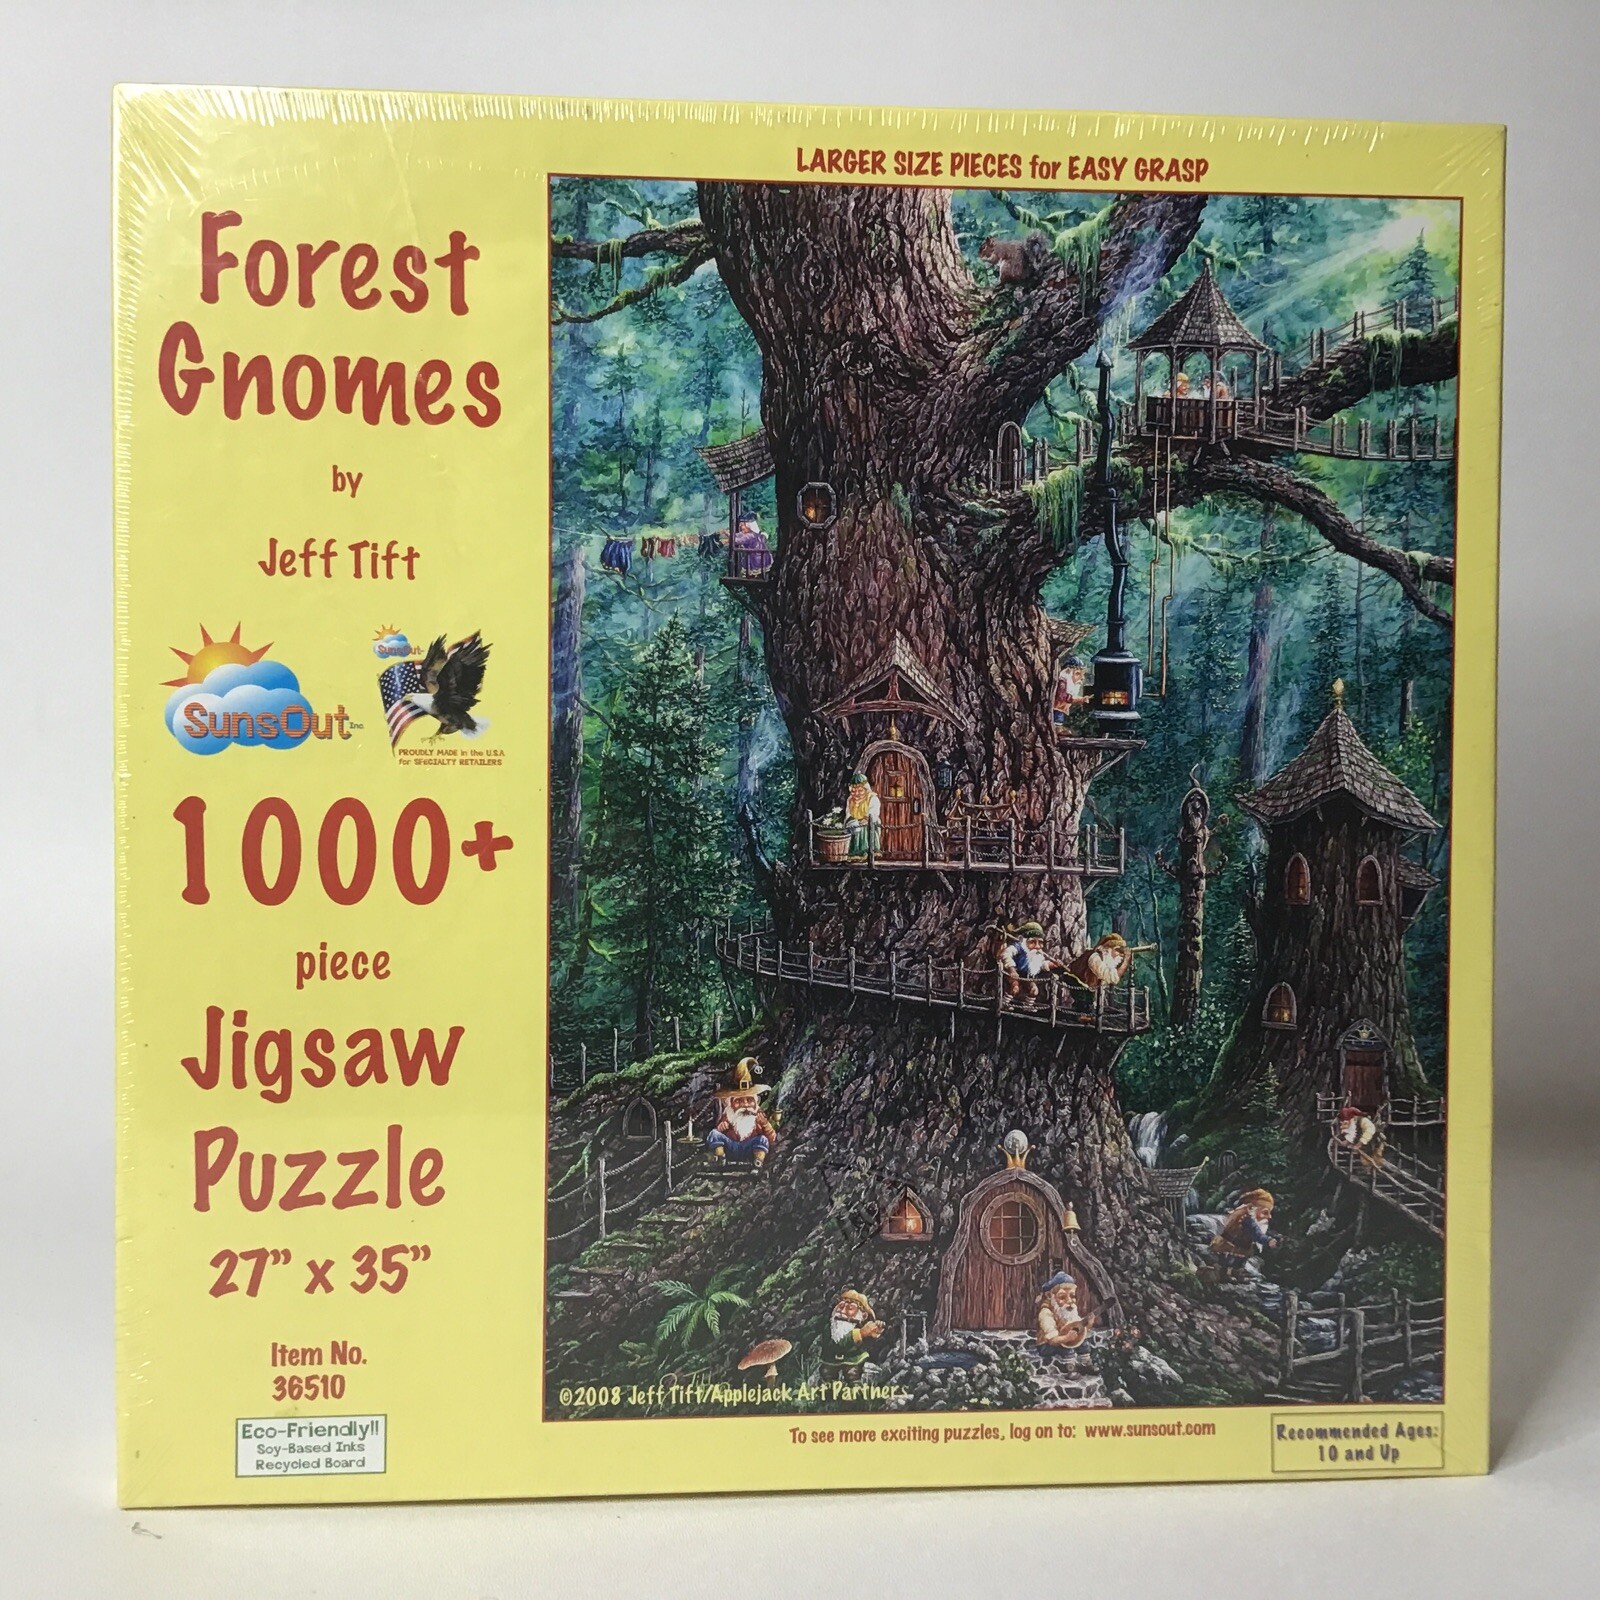 LARGER SIZE PIECES for EASY GRASP
Forest
Gnomes
by
Jeff Tift
SunsOut Inc.
SunsOut
PROUDLY MADE in the U.S.A.
for SPECIALTY RETAILERS
1000+
piece
Jigsaw
Puzzle
27” x 35”
Item No.
36510
Eco-Friendly!!
Soy-Based Inks
Recycled Board
©2008 Jeff Tift/Applejack Art Partners
To see more exciting puzzles, log on to: www.sunsout.com
Recommended Ages:
10 and Up